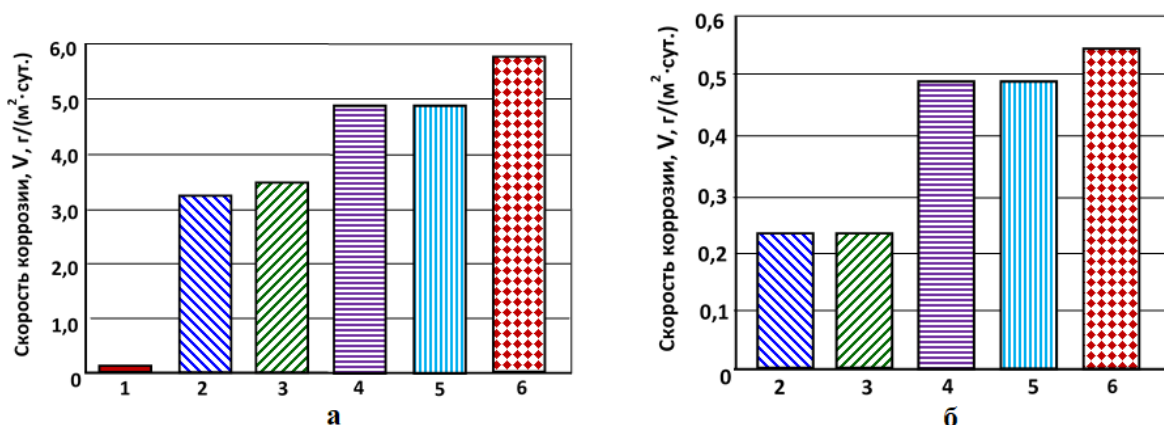 Скорость коррозии, V, г/(м²·сут.)
6,0
5,0
4,0
3,0
2,0
1,0
0
1 2 3 4 5 6
а
Скорость коррозии, V, г/(м²·сут.)
0,6
0,5
0,4
0,3
0,2
0,1
0
2 3 4 5 6
б